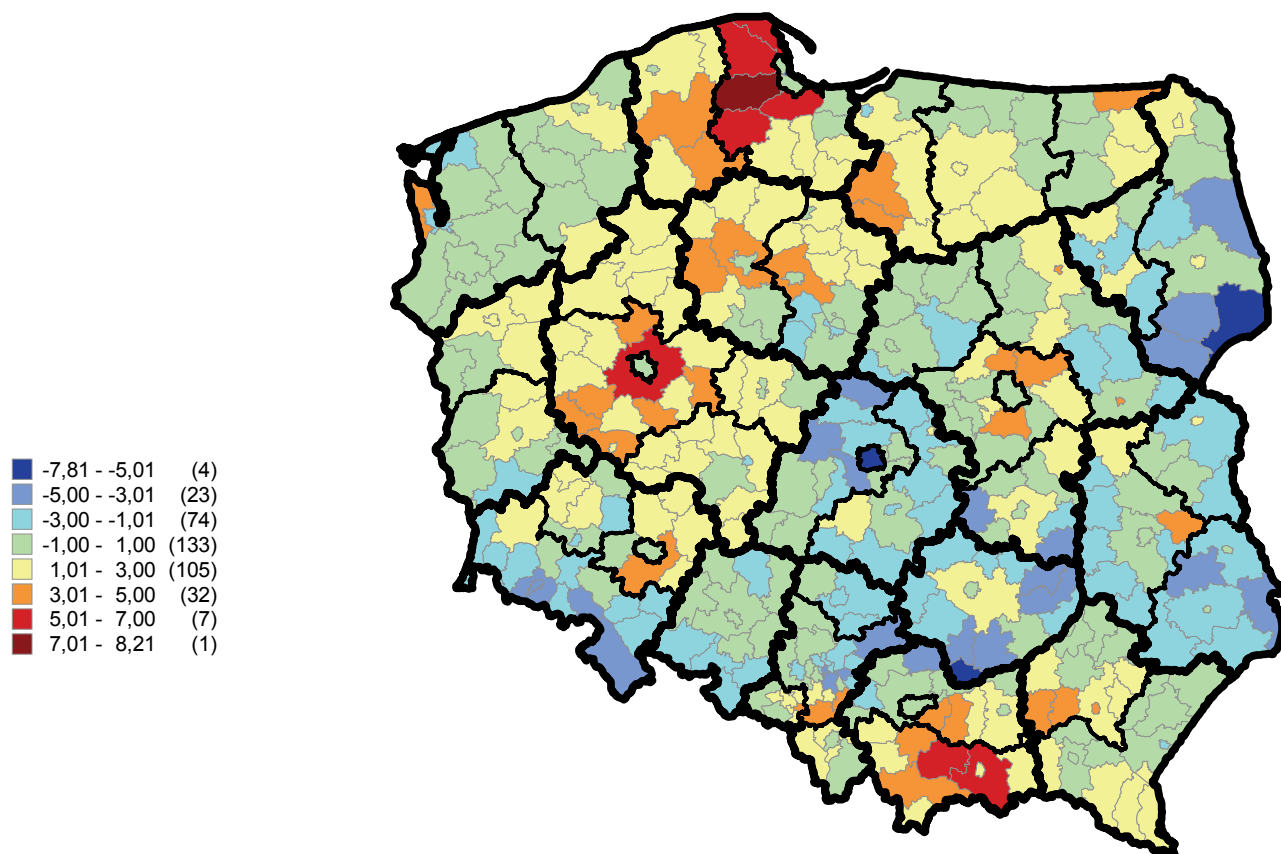 -7,81 - -5,01 (4)
-5,00 - -3,01 (23)
-3,00 - -1,01 (74)
-1,00 - 1,00 (133)
1,01 - 3,00 (105)
3,01 - 5,00 (32)
5,01 - 7,00 (7)
7,01 - 8,21 (1)